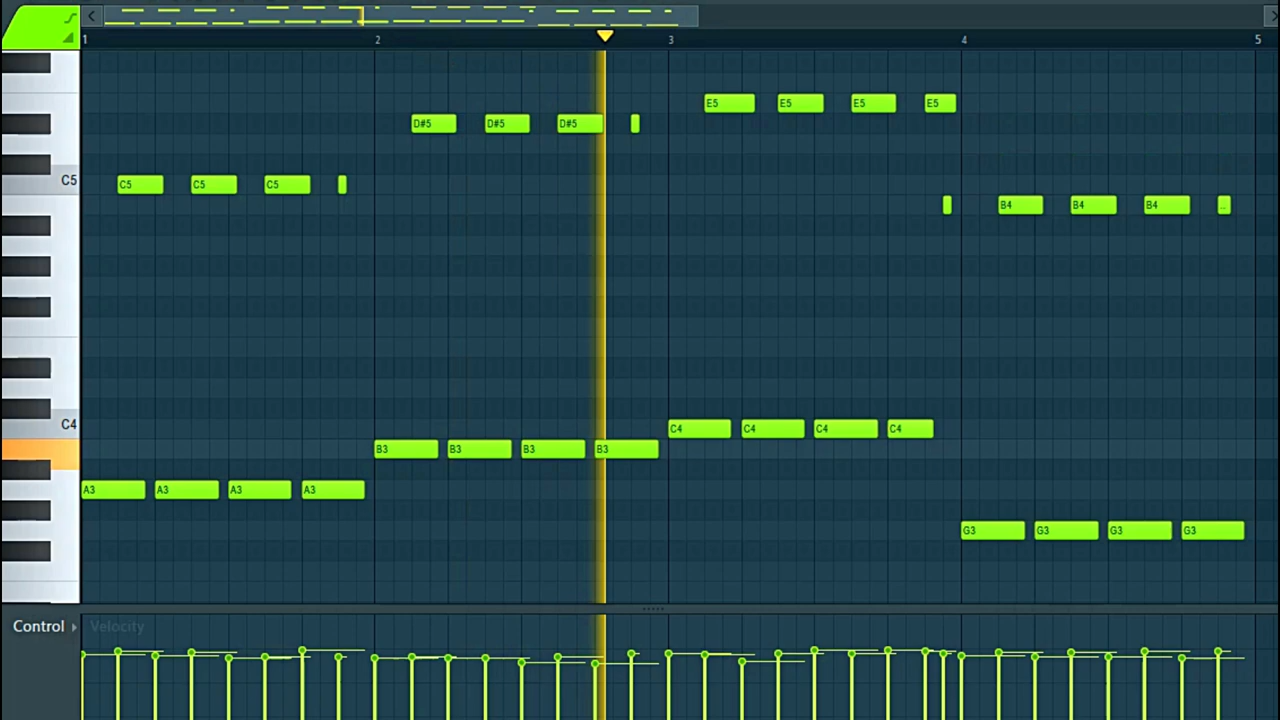 1 2 3 4 5
E5 E5 E5 E5
D#5 D#5 D#5
C5 C5 C5 C5
B4 B4 B4 ..
C4 C4 C4 C4 C4
B3 B3 B3 B3
A3 A3 A3 A3
G3 G3 G3 G3
Control Velocity